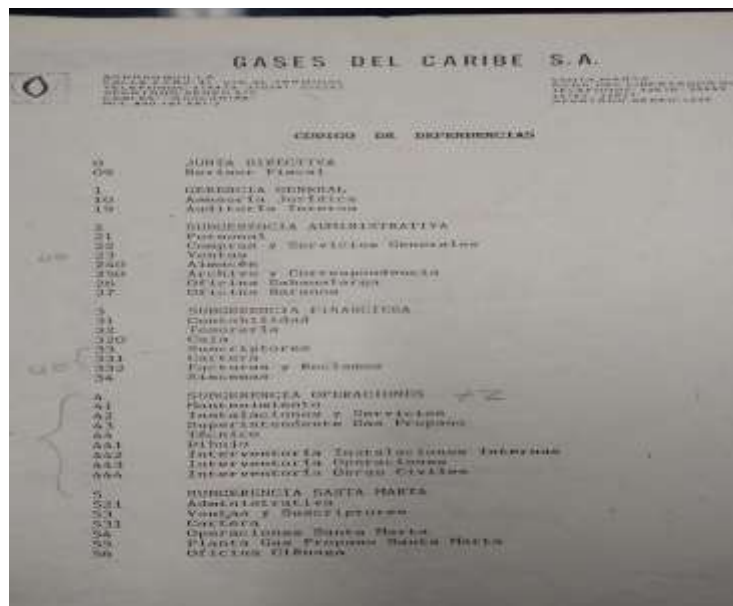 GASES DEL CARIBE S.A.
CODIGO DE DEPENDENCIAS
0 JUNTA DIRECTIVA
09 Revisor Fiscal
1 GERENCIA GENERAL
10 Asesoría Jurídica
19 Auditoría Interna
2 SUBGERENCIA ADMINISTRATIVA
21 Personal
22 Compras y Servicios Generales
23 Ventas
240 Almacén
250 Archivo y Correspondencia
26 Oficina Sabanalarga
27 Oficina Baranoa
3 SUBGERENCIA FINANCIERA
31 Contabilidad
32 Tesorería
320 Caja
33 Suscriptores
331 Cartera
332 Facturas y Reclamos
34 Sistemas
4 SUBGERENCIA OPERACIONES
41 Mantenimiento
42 Instalaciones y Servicios
43 Superintendente Gas Propano
44 Técnico
441 Dibujo
442 Interventoría Instalaciones Internas
443 Interventoría Operaciones
444 Interventoría Obras Civiles
5 SUBGERENCIA SANTA MARTA
521 Administrativa
53 Ventas y Suscriptores
531 Cartera
54 Operaciones Santa Marta
55 Planta Gas Propano Santa Marta
56 Oficina Ciénaga